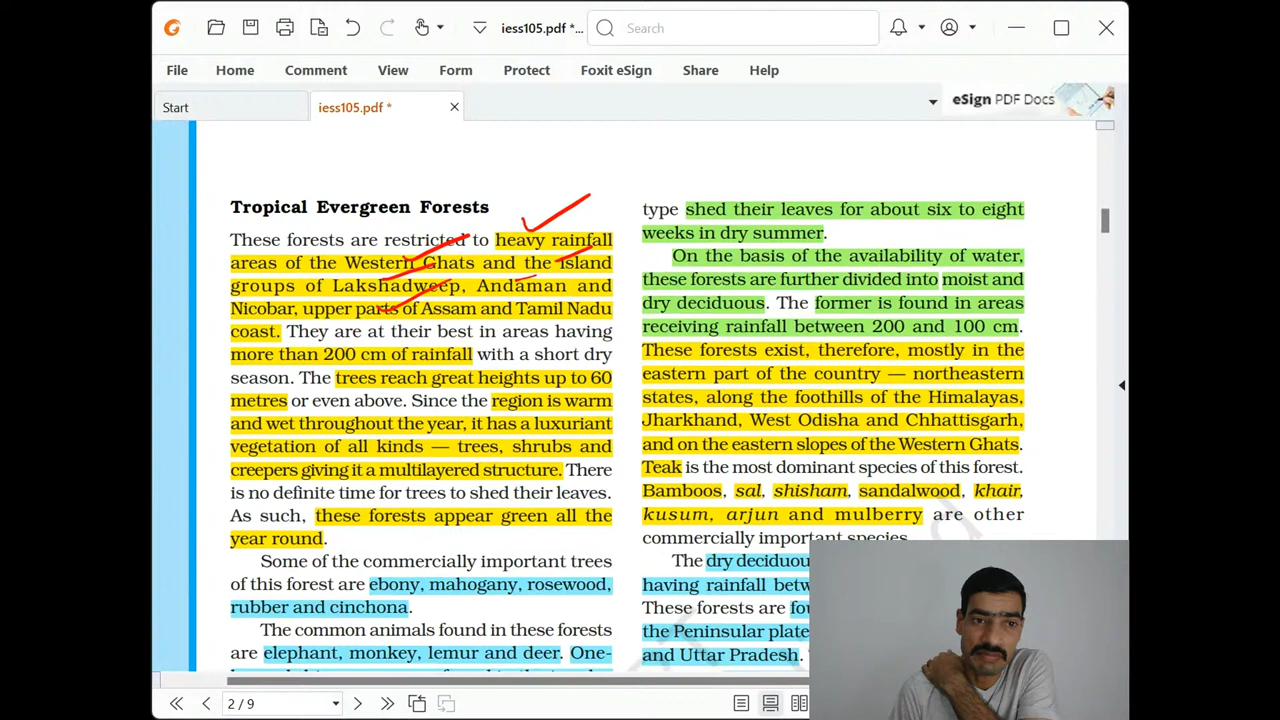 iess105.pdf *...
Search
File Home Comment View Form Protect Foxit eSign Share Help
Start
iess105.pdf *
eSign PDF Docs
Tropical Evergreen Forests
These forests are restricted to heavy rainfall
areas of the Western Ghats and the island
groups of Lakshadweep, Andaman and
Nicobar, upper parts of Assam and Tamil Nadu
coast. They are at their best in areas having
more than 200 cm of rainfall with a short dry
season. The trees reach great heights up to 60
metres or even above. Since the region is warm
and wet throughout the year, it has a luxuriant
vegetation of all kinds — trees, shrubs and
creepers giving it a multilayered structure. There
is no definite time for trees to shed their leaves.
As such, these forests appear green all the
year round.
Some of the commercially important trees
of this forest are ebony, mahogany, rosewood,
rubber and cinchona.
The common animals found in these forests
are elephant, monkey, lemur and deer. One-
type shed their leaves for about six to eight
weeks in dry summer.
On the basis of the availability of water,
these forests are further divided into moist and
dry deciduous. The former is found in areas
receiving rainfall between 200 and 100 cm.
These forests exist, therefore, mostly in the
eastern part of the country — northeastern
states, along the foothills of the Himalayas,
Jharkhand, West Odisha and Chhattisgarh,
and on the eastern slopes of the Western Ghats.
Teak is the most dominant species of this forest.
Bamboos, sal, shisham, sandalwood, khair,
kusum, arjun and mulberry are other
commercially important species.
The dry deciduous
having rainfall
These forests are
the Peninsular
and Uttar Pradesh.
2 / 9